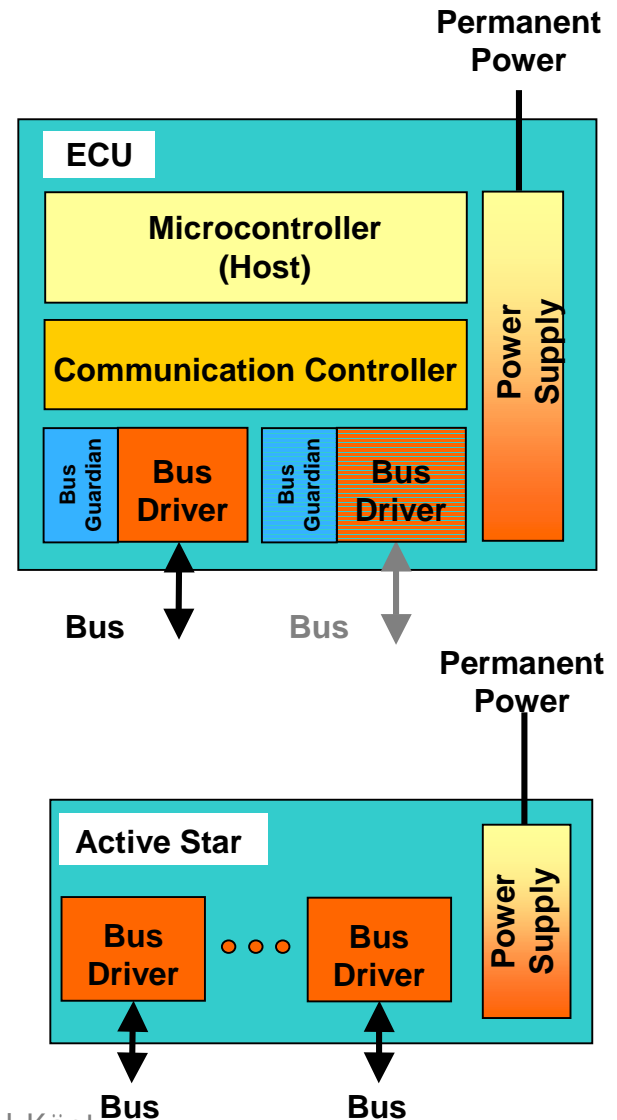 Permanent
Power
ECU
Microcontroller
(Host)
Communication Controller
Power
Supply
Bus
Guardian
Bus
Driver
Bus
Guardian
Bus
Driver
Bus
Bus
Permanent
Power
Active Star
Power
Supply
Bus
Driver
Bus
Driver
Bus
Bus